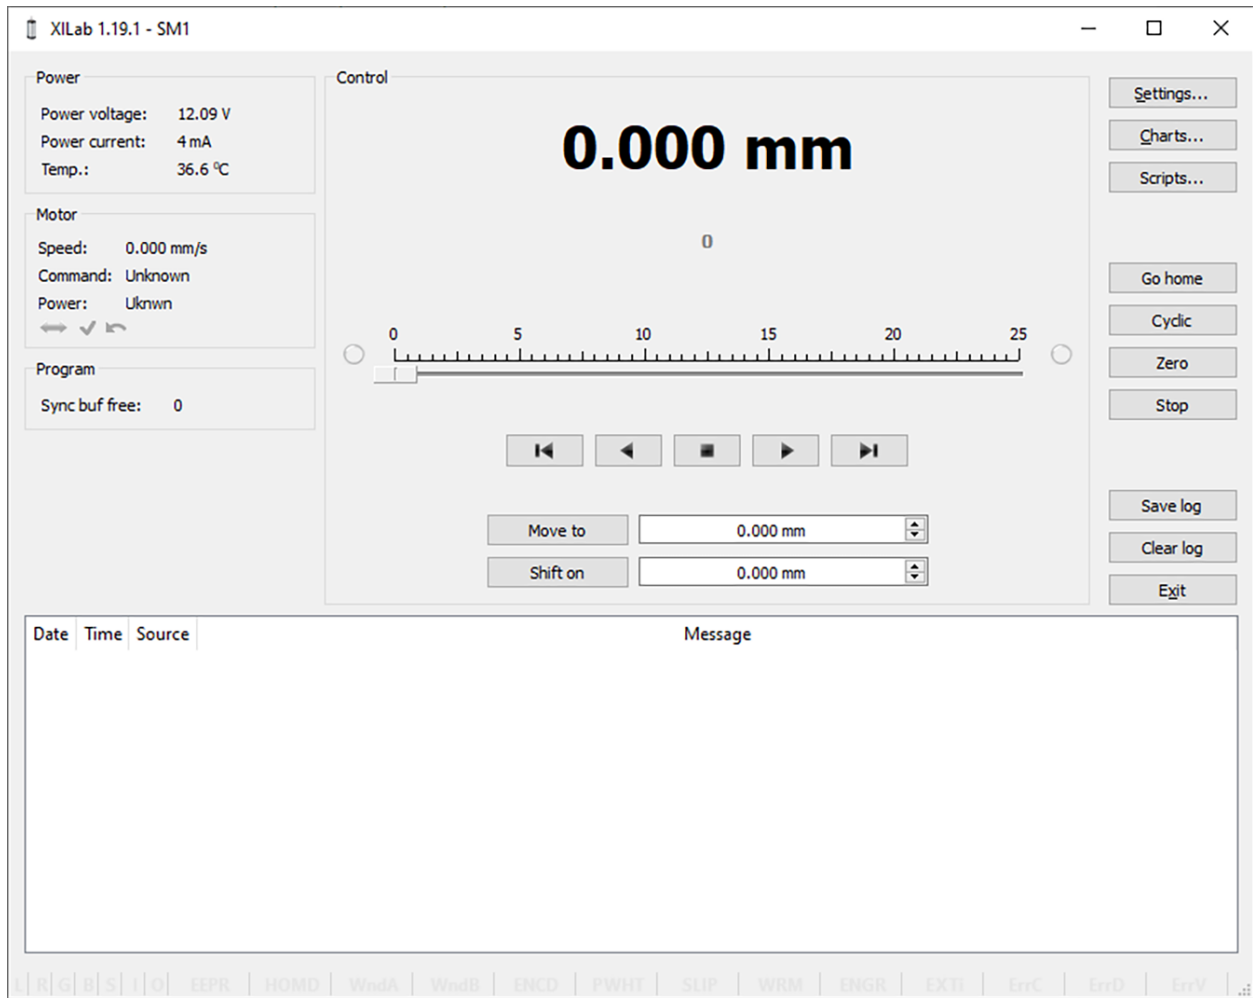 XILab 1.19.1 - SM1
Power
Power voltage: 12.09 V
Power current: 4 mA
Temp.: 36.6 ⁰C
Motor
Speed: 0.000 mm/s
Command: Unknown
Power: Uknwn
Program
Sync buf free: 0
Control
0.000 mm
0
0 5 10 15 20 25
Move to 0.000 mm
Shift on 0.000 mm
Settings...
Charts...
Scripts...
Go home
Cyclic
Zero
Stop
Save log
Clear log
Exit
Date Time Source Message
L R G B S I O EEPR HOMD WndA WndB ENCD PWHT SLIP WRM ENGR EXTi ErrC ErrD ErrV